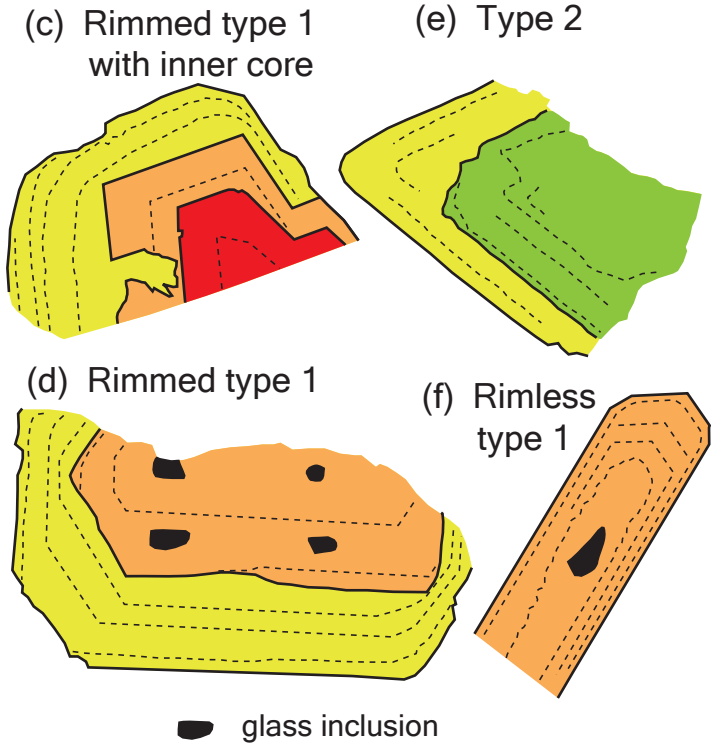 (c) Rimmed type 1
with inner core
(e) Type 2
(d) Rimmed type 1
(f) Rimless
type 1
glass inclusion